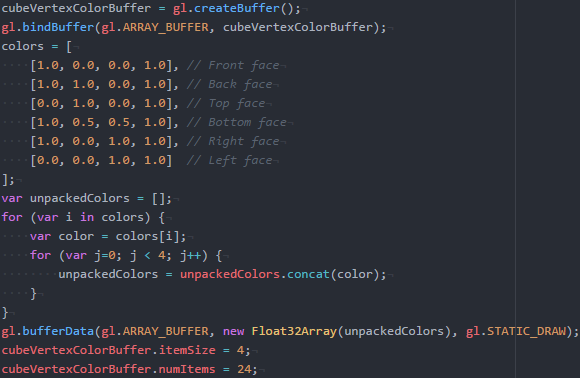 cubeVertexColorBuffer = gl.createBuffer();
gl.bindBuffer(gl.ARRAY_BUFFER, cubeVertexColorBuffer);
colors = [
    [1.0, 0.0, 0.0, 1.0], // Front face
    [1.0, 1.0, 0.0, 1.0], // Back face
    [0.0, 1.0, 0.0, 1.0], // Top face
    [1.0, 0.5, 0.5, 1.0], // Bottom face
    [1.0, 0.0, 1.0, 1.0], // Right face
    [0.0, 0.0, 1.0, 1.0]  // Left face
];
var unpackedColors = [];
for (var i in colors) {
    var color = colors[i];
    for (var j=0; j < 4; j++) {
        unpackedColors = unpackedColors.concat(color);
    }
}
gl.bufferData(gl.ARRAY_BUFFER, new Float32Array(unpackedColors), gl.STATIC_DRAW);
cubeVertexColorBuffer.itemSize = 4;
cubeVertexColorBuffer.numItems = 24;